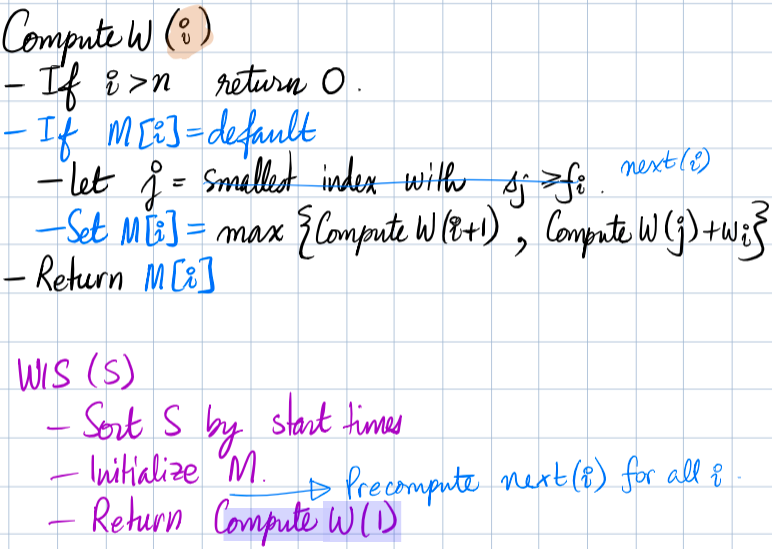 Compute W (i)
- If i > n return 0.
- If M[i] = default
- let j = smallest index with sj ≥ fi. next(i)
- Set M[i] = max {Compute W(i+1), Compute W(j) + wi}
- Return M[i]
WIS (S)
- Sort S by start times
- Initialize M.
→ Precompute next(i) for all i.
- Return Compute W(1)